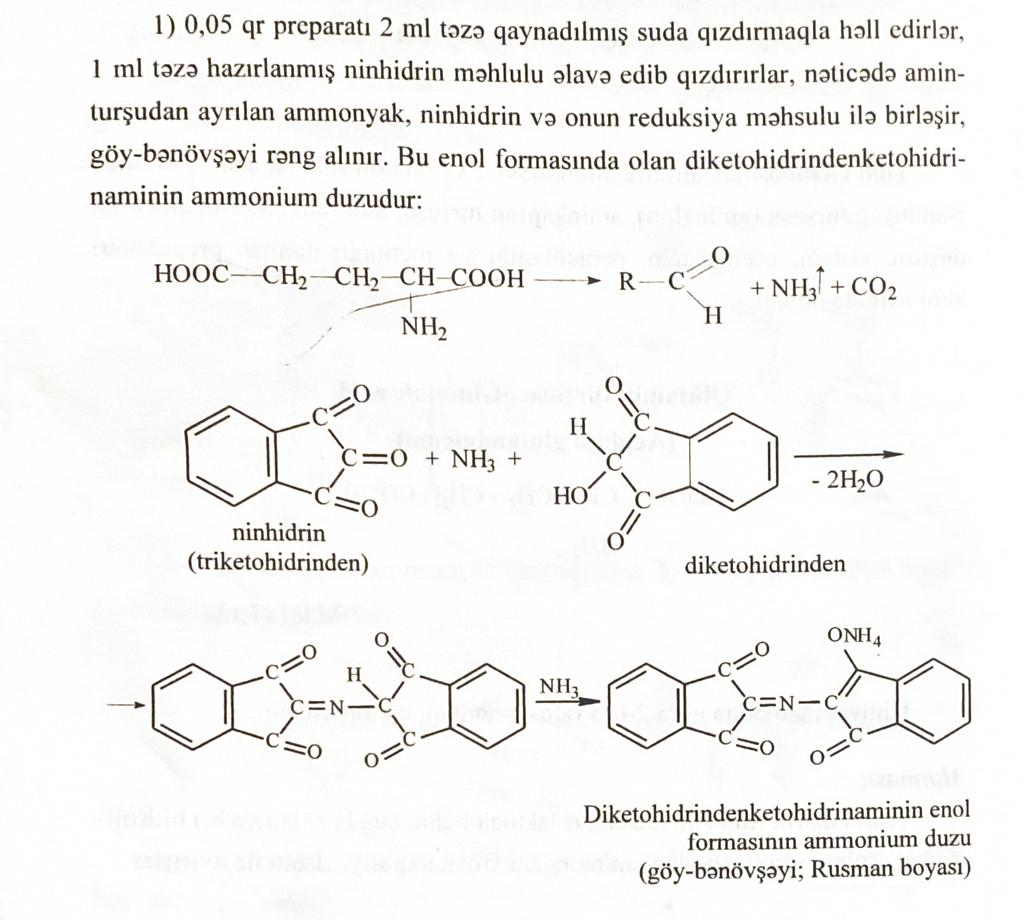 1) 0,05 qr preparatı 2 ml təzə qaynadılmış suda qızdırmaqla həll edirlər,
1 ml təzə hazırlanmış ninhidrin məhlulu əlavə edib qızdırırlar, nəticədə amin-
turşudan ayrılan ammonyak, ninhidrin və onun reduksiya məhsulu ilə birləşir,
göy-bənövşəyi rəng alınır. Bu enol formasında olan diketohidrindenketohidri-
naminin ammonium duzudur:
HOOC—CH₂—CH₂—CH—COOH ⟶ R—C + NH₃↑ + CO₂
O
H
NH₂
O
C
C=O + NH₃ +
C
O
O
C
H
C
HO
C
O
- 2H₂O
ninhidrin
(triketohidrinden)
diketohidrinden
O
C
C=N—C
C
O
H
O
C
C
O
NH₃
O
C
C=N—C
C
O
ONH₄
C
O
Diketohidrindenketohidrinaminin enol
formasının ammonium duzu
(göy-bənövşəyi; Rusman boyası)